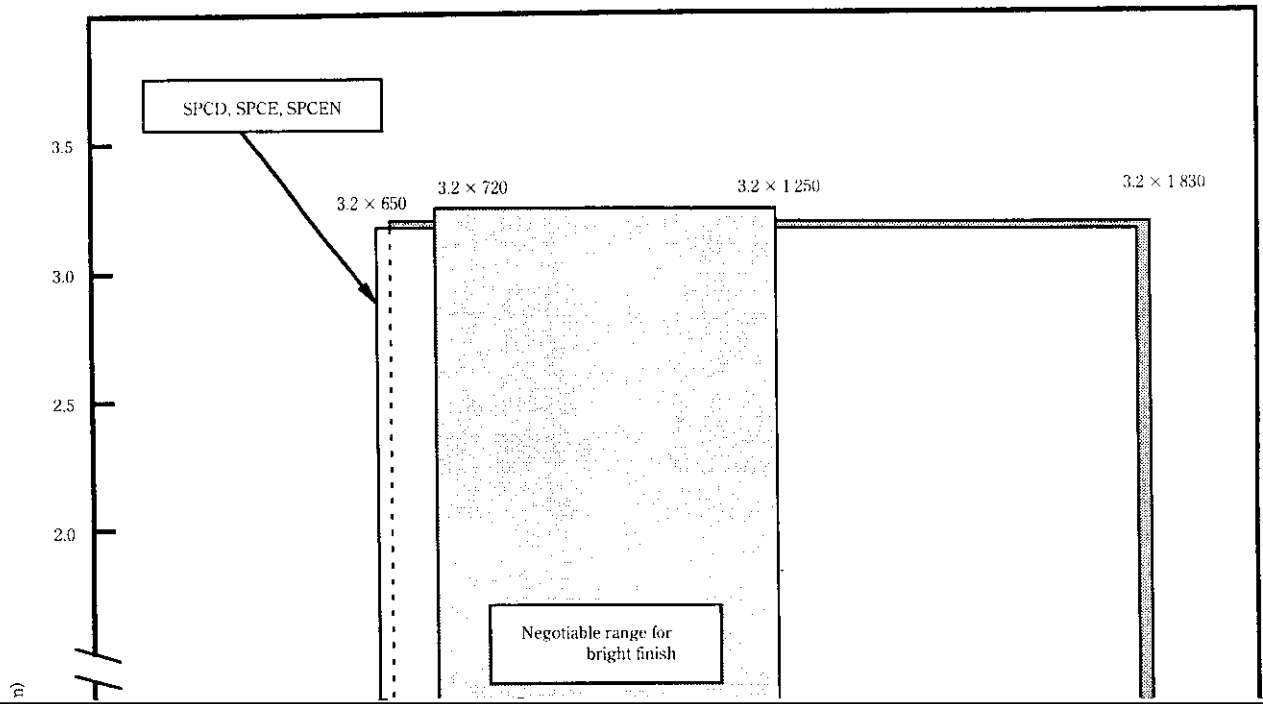 SPCD, SPCE, SPCEN
3.5
3.2 × 650
3.2 × 720
3.2 × 1 250
3.2 × 1 830
3.0
2.5
2.0
Negotiable range for
bright finish
n)